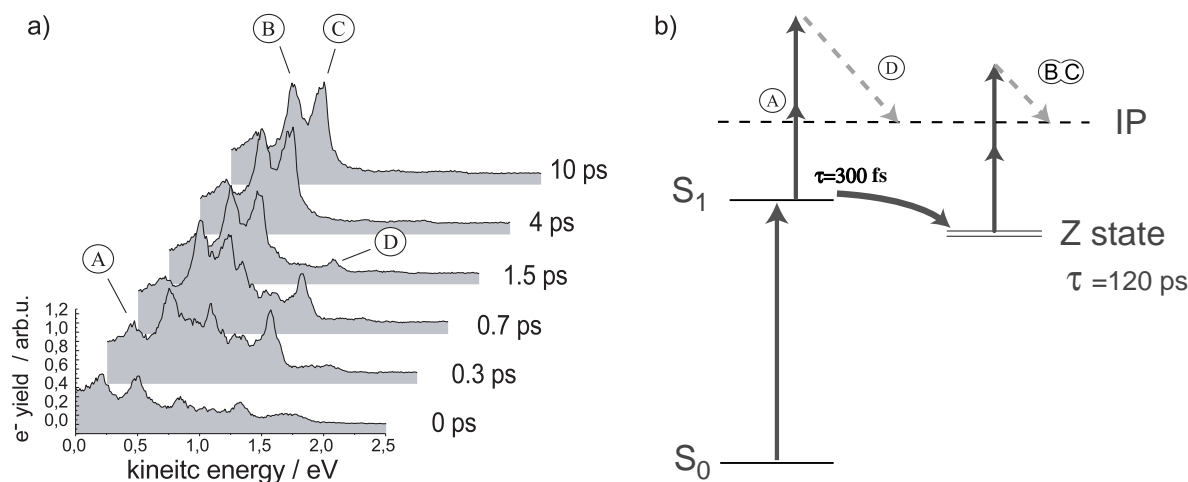 a)
B
C
10 ps
4 ps
D
1.5 ps
A
0.7 ps
0.3 ps
0 ps
e⁻ yield / arb.u.
1,2
1,0
0,8
0,6
0,4
0,2
0,0
0,0 0,5 1,0 1,5 2,0 2,5
kineitc energy / eV
b)
D
B C
A
IP
τ=300 fs
S₁
Z state
τ =120 ps
S₀